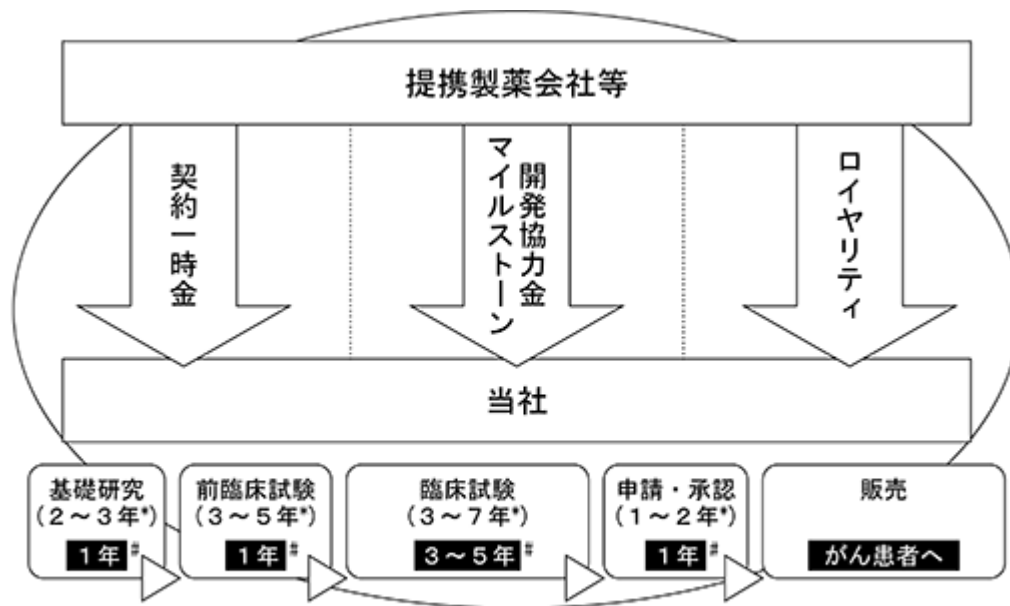 提携製薬会社等
契約一時金
開発協力金
マイルストーン
ロイヤリティ
当社
基礎研究
(2~3年*)
1年#
前臨床試験
(3~5年*)
1年#
臨床試験
(3~7年*)
3~5年#
申請・承認
(1~2年*)
1年#
販売
がん患者へ